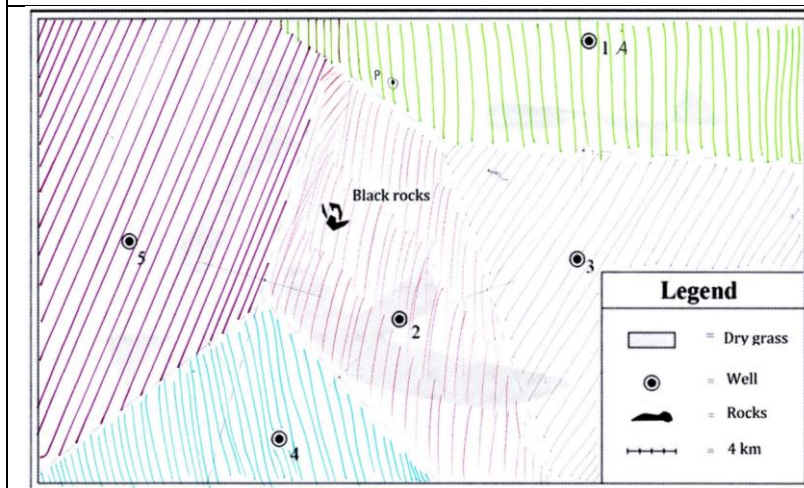 1 A
P
Black rocks
5
3
2
4
Legend
= Dry grass
= Well
= Rocks
= 4 km